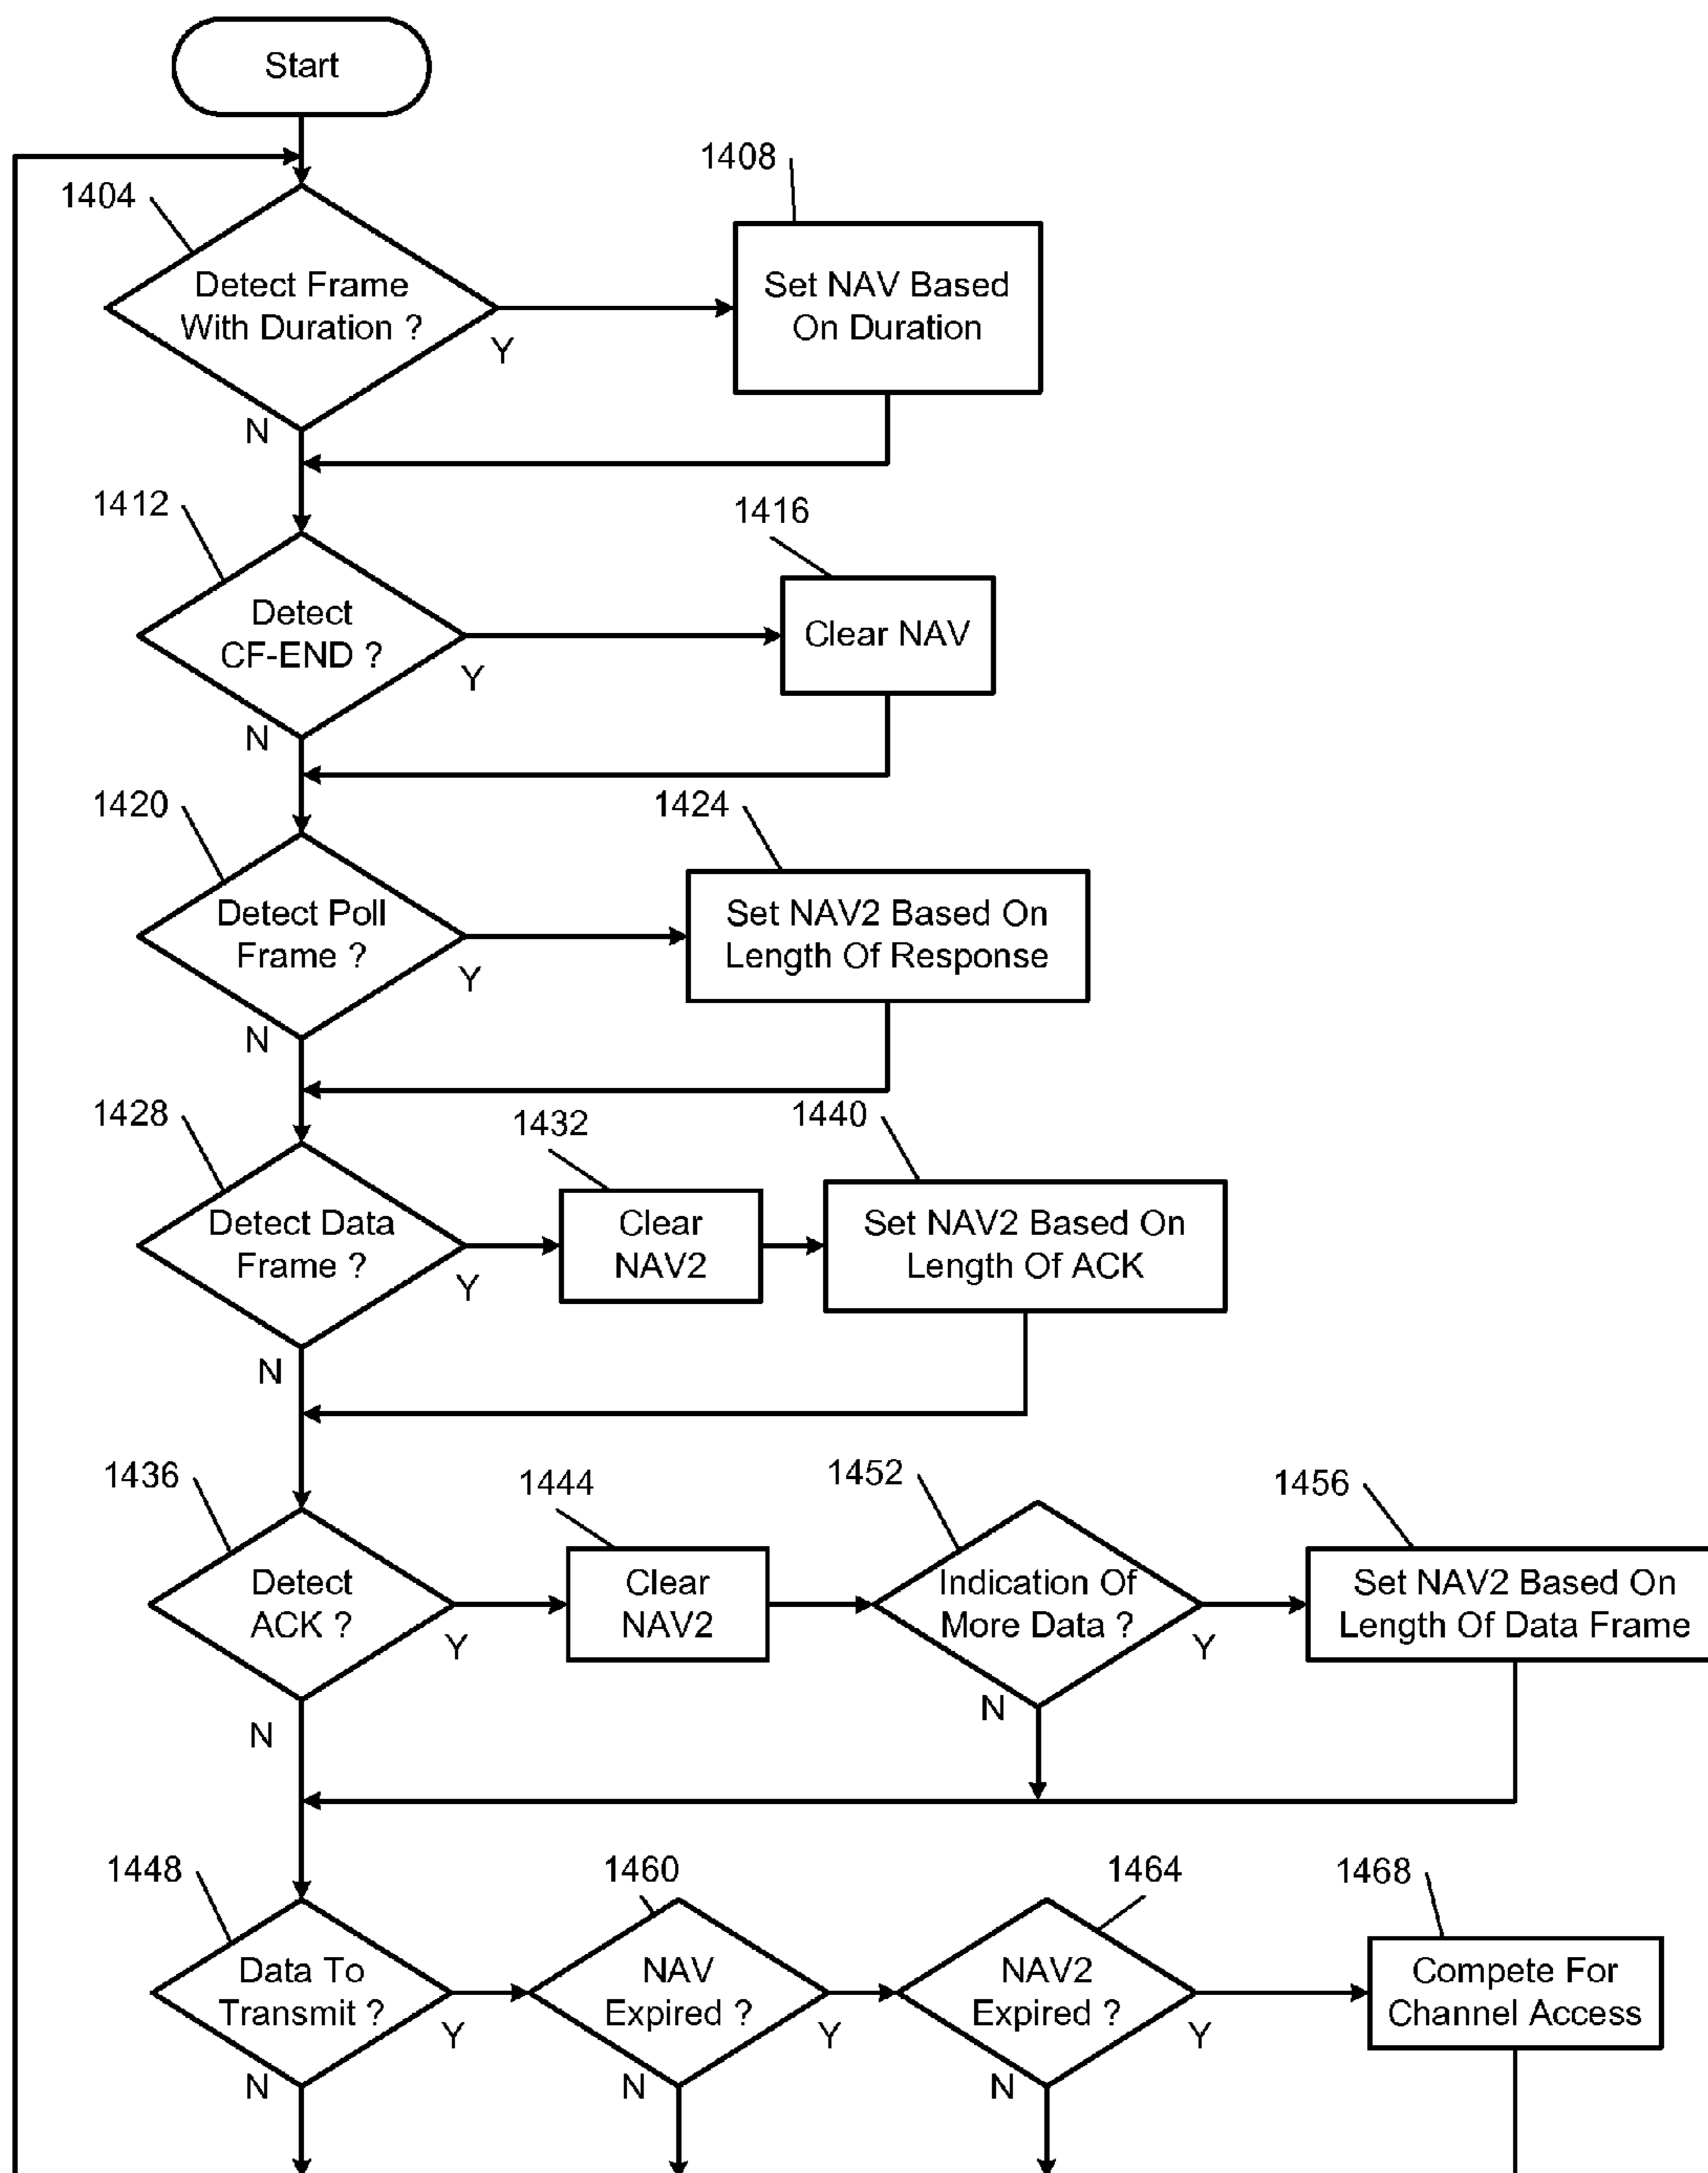 Start
1404
1408
Detect Frame
With Duration ?
Set NAV Based
On Duration
Y
N
1412
1416
Detect
CF-END ?
Clear NAV
Y
N
1420
1424
Detect Poll
Frame ?
Set NAV2 Based On
Length Of Response
Y
N
1428
1432
1440
Detect Data
Frame ?
Clear
NAV2
Set NAV2 Based On
Length Of ACK
Y
N
1436
1444
1452
1456
Detect
ACK ?
Clear
NAV2
Indication Of
More Data ?
Set NAV2 Based On
Length Of Data Frame
Y
Y
N
N
1448
1460
1464
1468
Data To
Transmit ?
NAV
Expired ?
NAV2
Expired ?
Compete For
Channel Access
Y
Y
Y
N
N
N